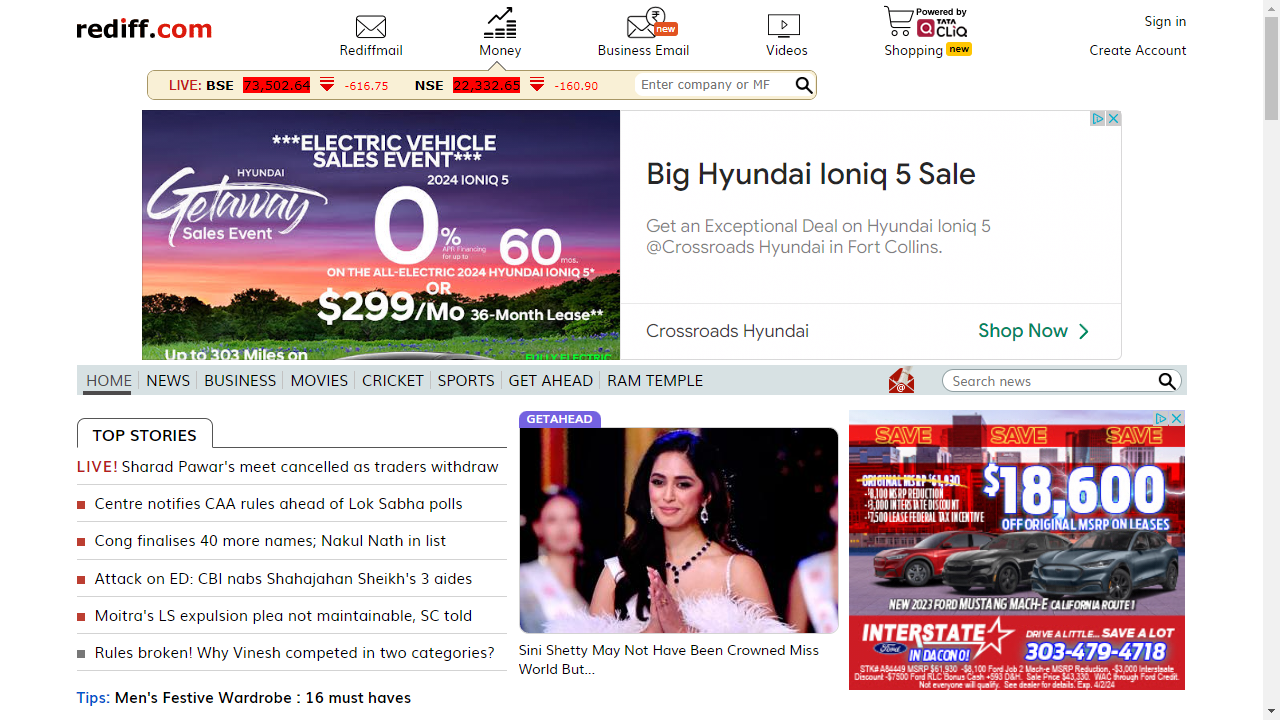 rediff.com
Rediffmail
Money
new
Business Email
Videos
Powered by
TATA
CLiQ
Shopping new
Sign in
Create Account
LIVE: BSE 73,502.64 -616.75 NSE 22,332.65 -160.90 Enter company or MF
***ELECTRIC VEHICLE
SALES EVENT***
HYUNDAI
Getaway
Sales Event
2024 IONIQ 5
0%
APR Financing
for up to
60 mos.
ON THE ALL-ELECTRIC 2024 HYUNDAI IONIQ 5*
OR
$299/Mo 36-Month Lease**
Up to 303 Miles on
FULLY ELECTRIC
Big Hyundai Ioniq 5 Sale
Get an Exceptional Deal on Hyundai Ioniq 5
@Crossroads Hyundai in Fort Collins.
Crossroads Hyundai
Shop Now
HOME NEWS BUSINESS MOVIES CRICKET SPORTS GET AHEAD RAM TEMPLE
Search news
TOP STORIES
LIVE! Sharad Pawar's meet cancelled as traders withdraw
Centre notifies CAA rules ahead of Lok Sabha polls
Cong finalises 40 more names; Nakul Nath in list
Attack on ED: CBI nabs Shahajahan Sheikh's 3 aides
Moitra's LS expulsion plea not maintainable, SC told
Rules broken! Why Vinesh competed in two categories?
Tips: Men's Festive Wardrobe : 16 must haves
GETAHEAD
Sini Shetty May Not Have Been Crowned Miss
World But...
SAVE SAVE SAVE
ORIGINAL MSRP $61,930
-$8,100 MSRP REDUCTION
-$3,000 INTERSTATE DISCOUNT
-$7,500 LEASE FEDERAL TAX INCENTIVE
$18,600
OFF ORIGINAL MSRP ON LEASES
NEW 2023 FORD MUSTANG MACH-E CALIFORNIA ROUTE 1
INTERSTATE
Ford IN DACONO!
DRIVE A LITTLE... SAVE A LOT
303-479-4718
STK# A84449 MSRP $61,930 -$8,100 Ford Job 2 Mach-e MSRP Reduction, -$3,000 Interstate
Discount -$7500 Ford RLC Bonus Cash +593 D&H. Sale Price $43,330. WAC through Ford Credit.
Not everyone will qualify. See dealer for details. Exp. 4/2/24